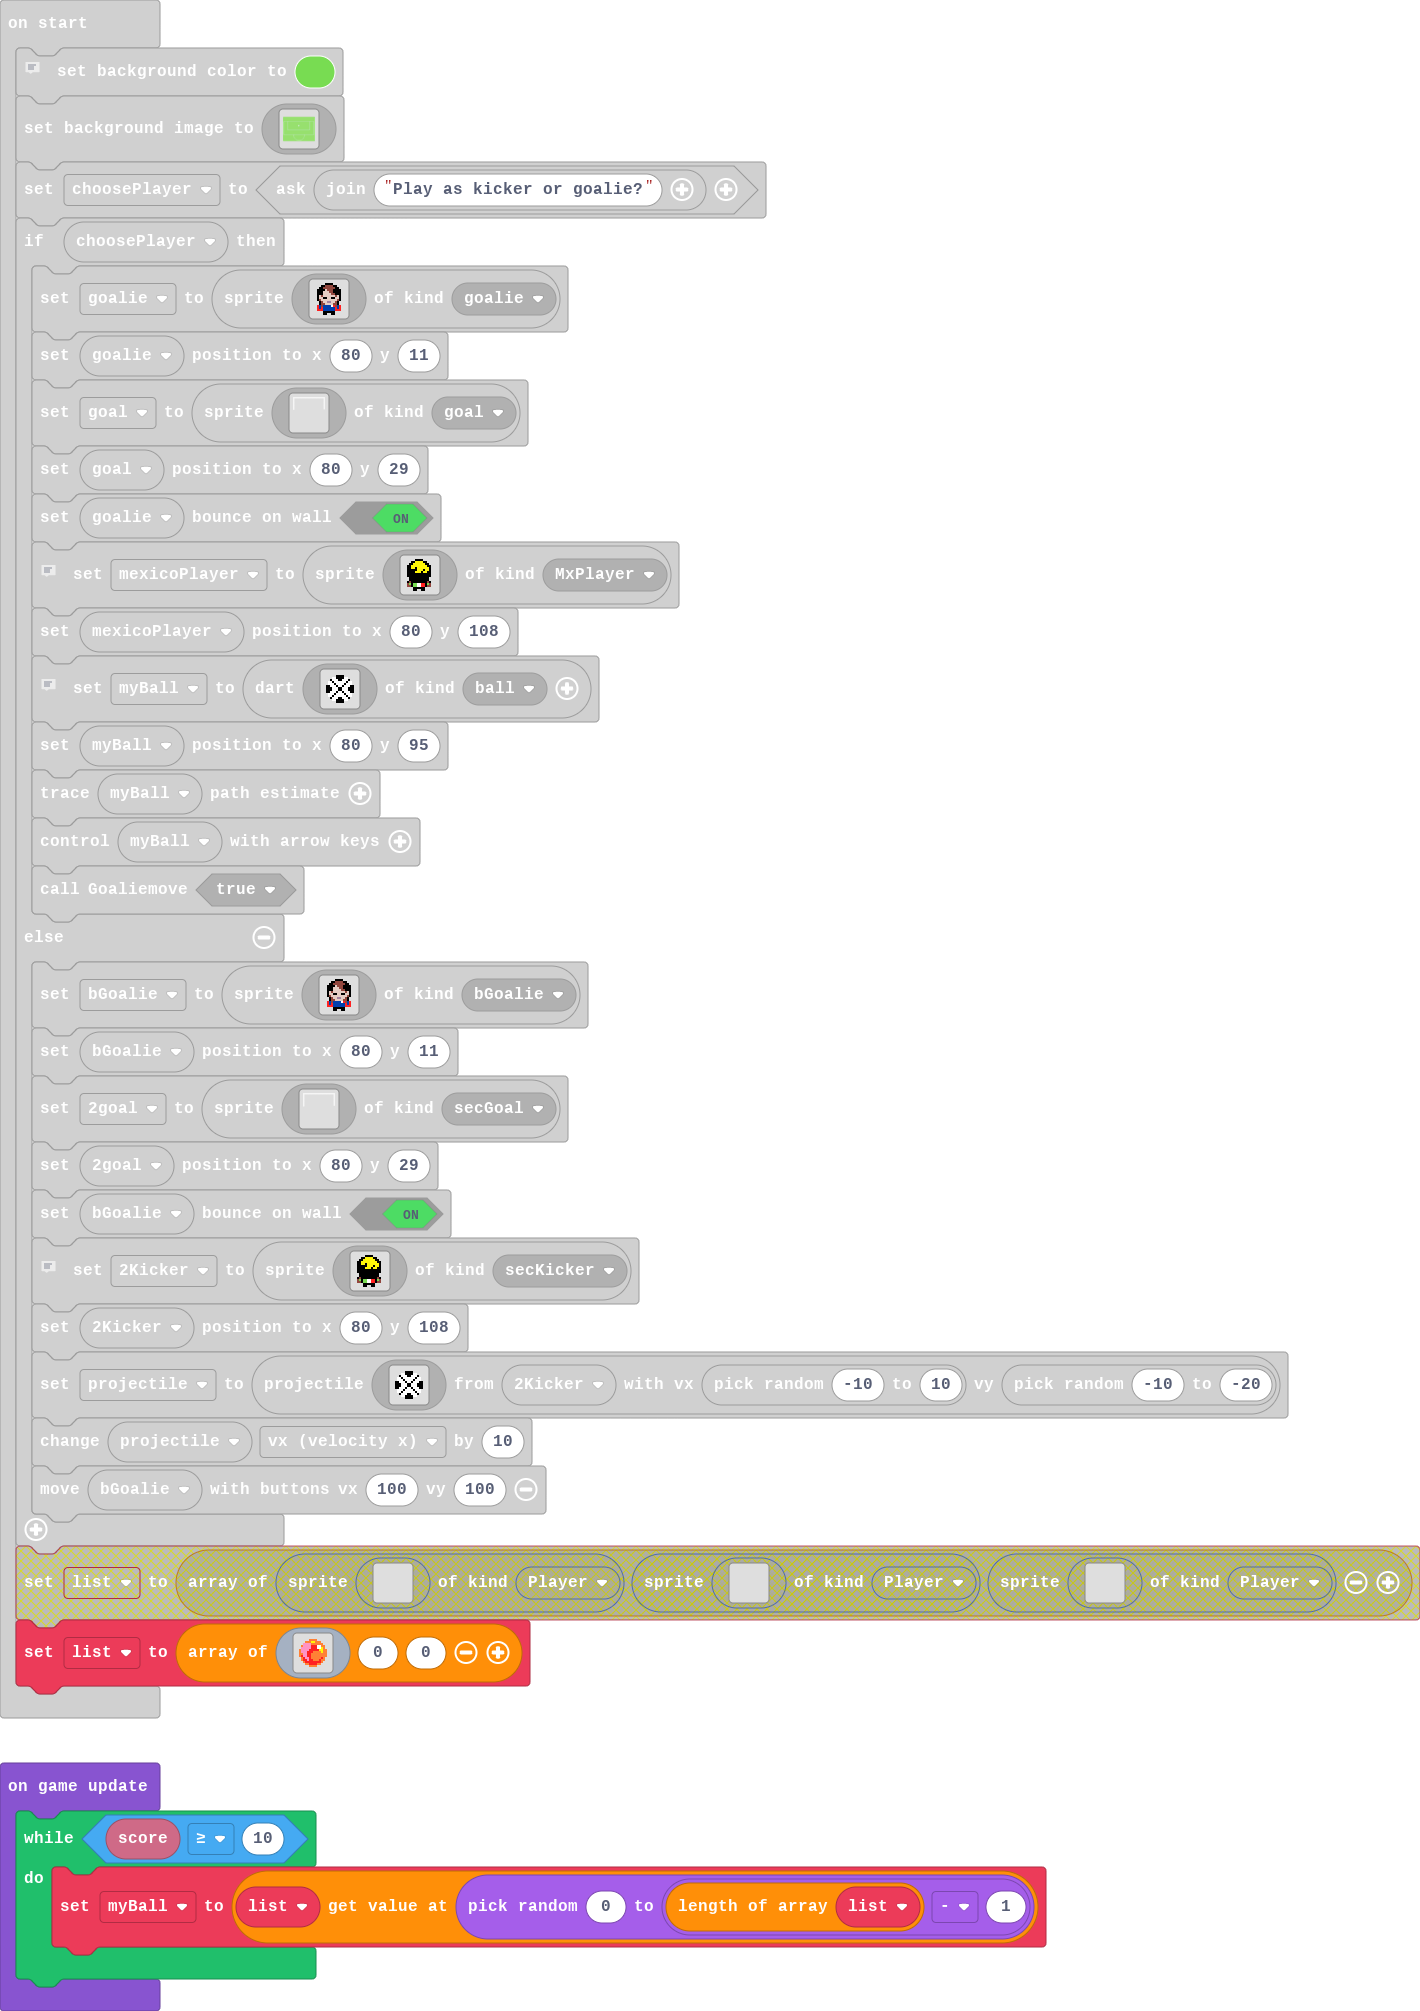 on start
set background color to
set background image to
set choosePlayer to ask join "Play as kicker or goalie?"
if choosePlayer then
set goalie to sprite of kind goalie
set goalie position to x 80 y 11
set goal to sprite of kind goal
set goal position to x 80 y 29
set goalie bounce on wall ON
set mexicoPlayer to sprite of kind MxPlayer
set mexicoPlayer position to x 80 y 108
set myBall to dart of kind ball
set myBall position to x 80 y 95
trace myBall path estimate
control myBall with arrow keys
call Goaliemove true
else
set bGoalie to sprite of kind bGoalie
set bGoalie position to x 80 y 11
set 2goal to sprite of kind secGoal
set 2goal position to x 80 y 29
set bGoalie bounce on wall ON
set 2Kicker to sprite of kind secKicker
set 2Kicker position to x 80 y 108
set projectile to projectile from 2Kicker with vx pick random -10 to 10 vy pick random -10 to -20
change projectile vx (velocity x) by 10
move bGoalie with buttons vx 100 vy 100
set list to array of sprite of kind Player sprite of kind Player sprite of kind Player
set list to array of 0 0
on game update
while score ≥ 10
do
set myBall to list get value at pick random 0 to length of array list - 1